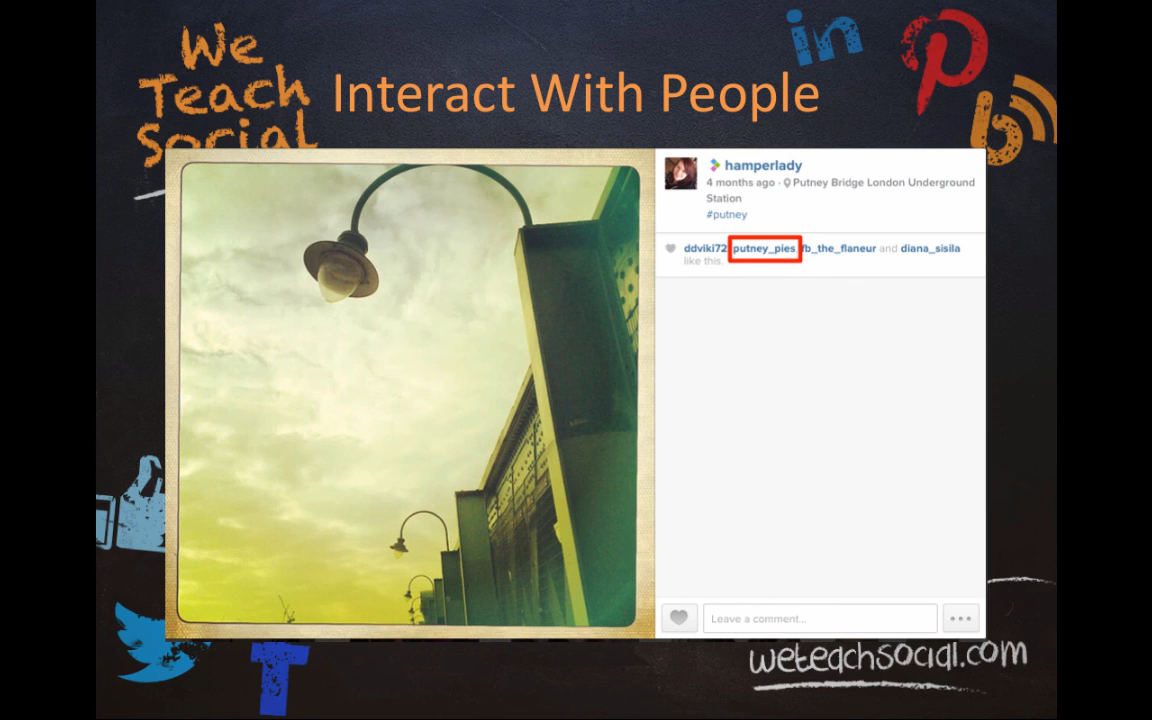 We
Teach
Social
Interact With People
hamperlady
4 months ago · Putney Bridge London Underground
Station
#putney
ddviki72, putney_pies, fb_the_flaneur and diana_sisila
like this.
Leave a comment...
weteachsocial.com